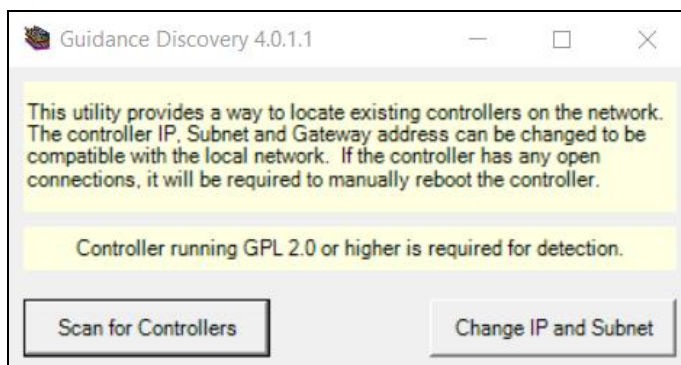 Guidance Discovery 4.0.1.1
This utility provides a way to locate existing controllers on the network.
The controller IP, Subnet and Gateway address can be changed to be
compatible with the local network.  If the controller has any open
connections, it will be required to manually reboot the controller.
Controller running GPL 2.0 or higher is required for detection.
Scan for Controllers
Change IP and Subnet